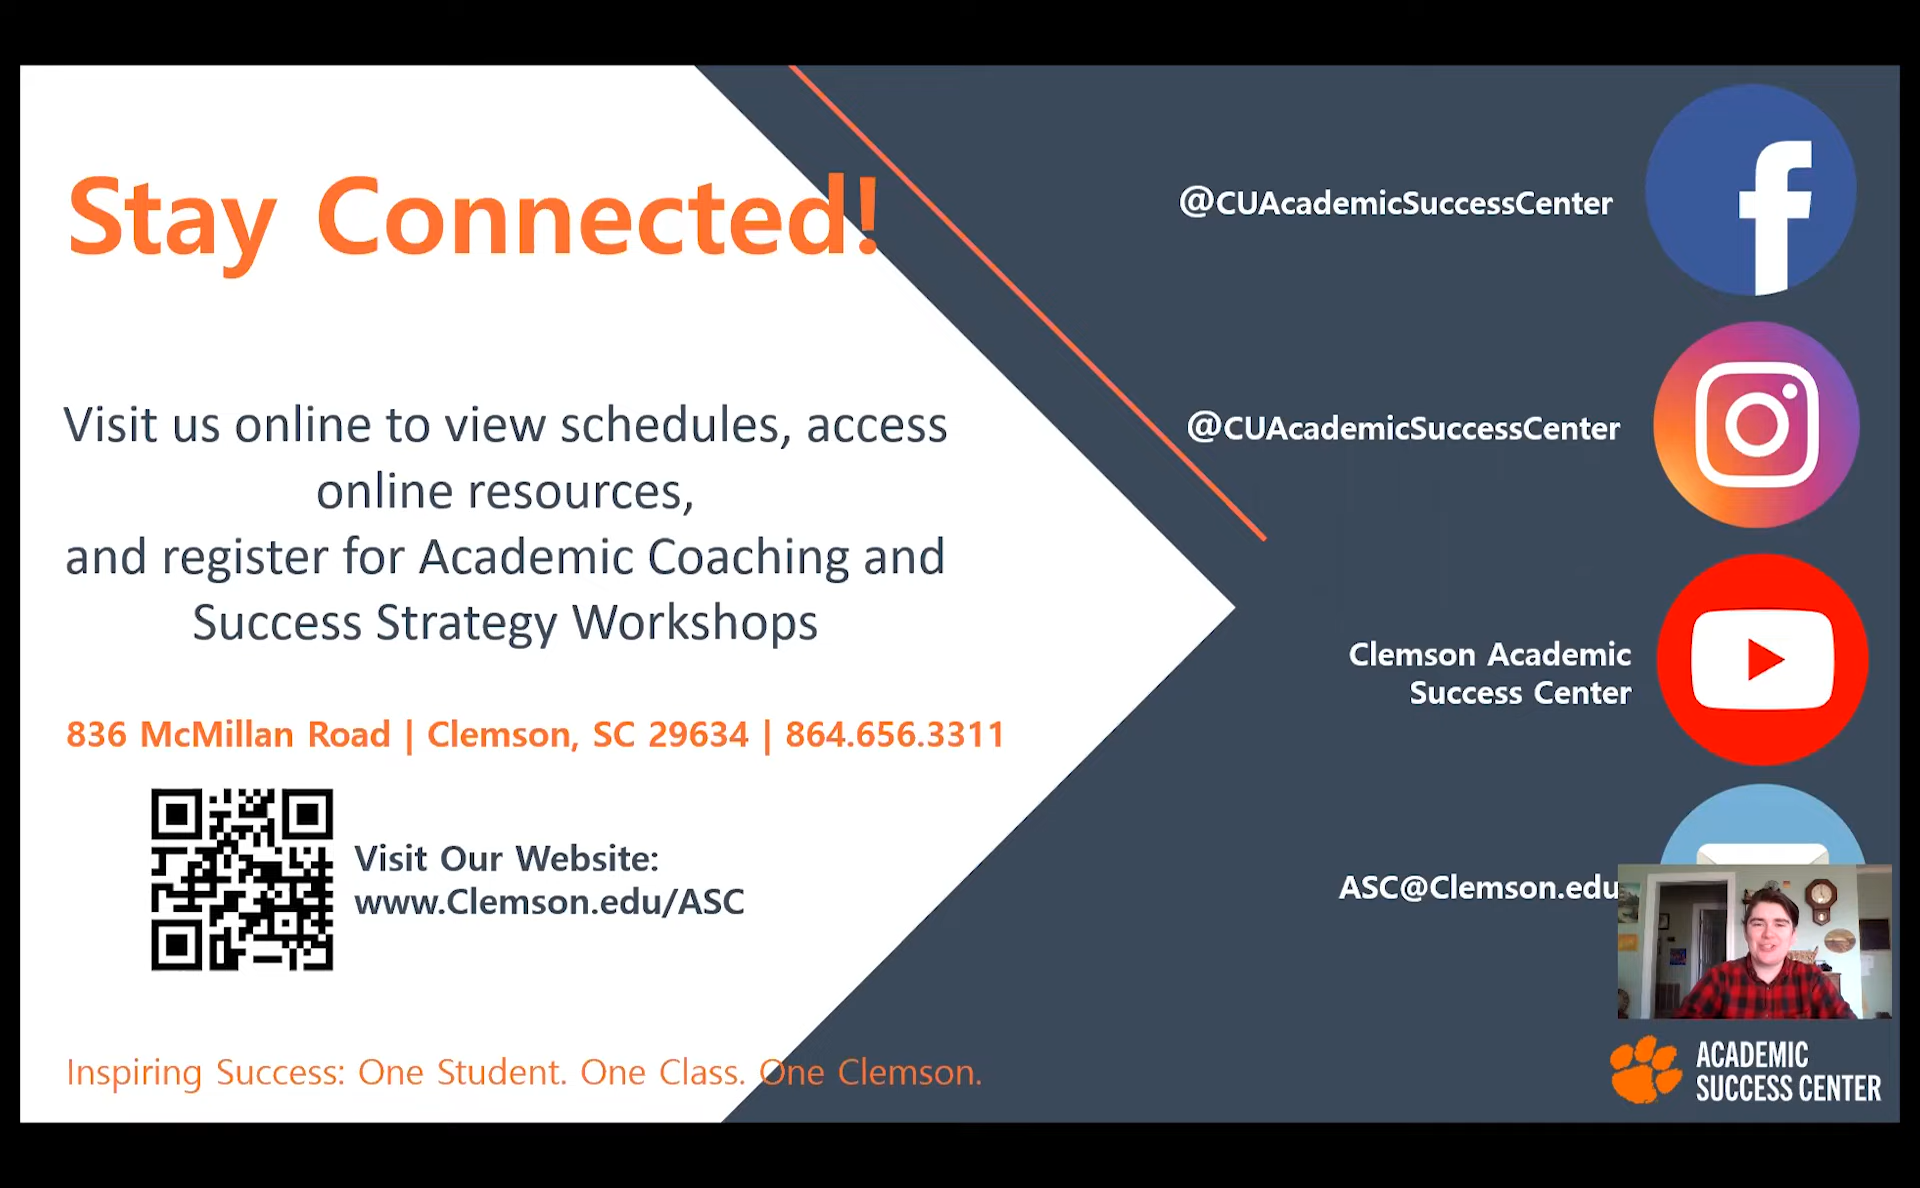 Stay Connected!
Visit us online to view schedules, access
online resources,
and register for Academic Coaching and
Success Strategy Workshops
836 McMillan Road | Clemson, SC 29634 | 864.656.3311
Visit Our Website:
www.Clemson.edu/ASC
Inspiring Success: One Student. One Class. One Clemson.
@CUAcademicSuccessCenter
@CUAcademicSuccessCenter
Clemson Academic
Success Center
ASC@Clemson.edu
ACADEMIC
SUCCESS CENTER